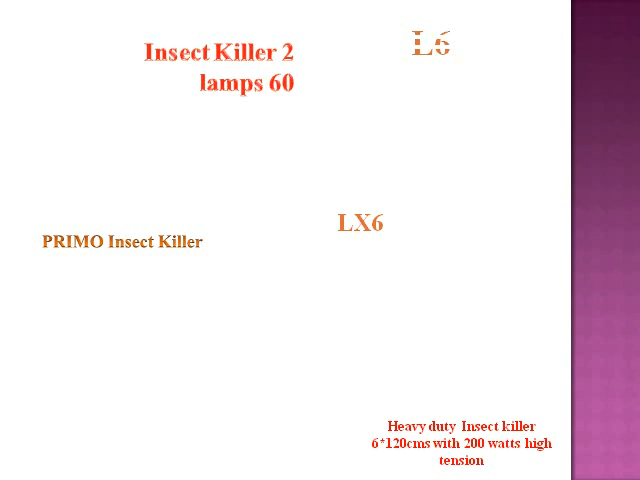 Insect Killer 2
lamps 60
L6
PRIMO Insect Killer
LX6
Heavy duty Insect killer
6*120cms with 200 watts high
tension